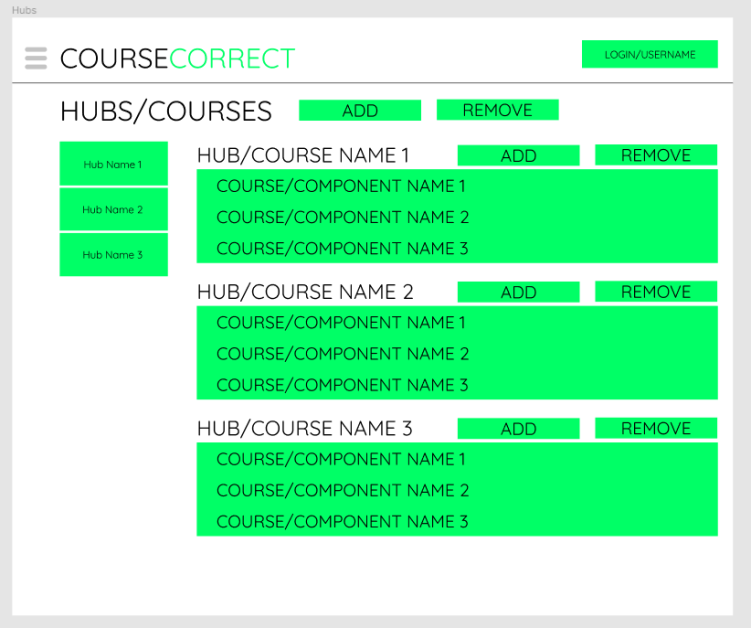 Hubs
COURSECORRECT
LOGIN/USERNAME
HUBS/COURSES ADD REMOVE
Hub Name 1
Hub Name 2
Hub Name 3
HUB/COURSE NAME 1 ADD REMOVE
COURSE/COMPONENT NAME 1
COURSE/COMPONENT NAME 2
COURSE/COMPONENT NAME 3
HUB/COURSE NAME 2 ADD REMOVE
COURSE/COMPONENT NAME 1
COURSE/COMPONENT NAME 2
COURSE/COMPONENT NAME 3
HUB/COURSE NAME 3 ADD REMOVE
COURSE/COMPONENT NAME 1
COURSE/COMPONENT NAME 2
COURSE/COMPONENT NAME 3